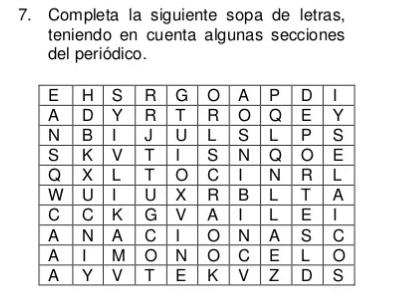 7. Completa la siguiente sopa de letras,
teniendo en cuenta algunas secciones
del periódico.
E H S R G O A P D I
A D Y R T R O Q E Y
N B I J U L S L P S
S K V T I S N Q O E
Q X L T O C I N R L
W U I U X R B L T A
C C K G V A I L E I
A N A C I O N A S C
A I M O N O C E L O
A Y V T E K V Z D S